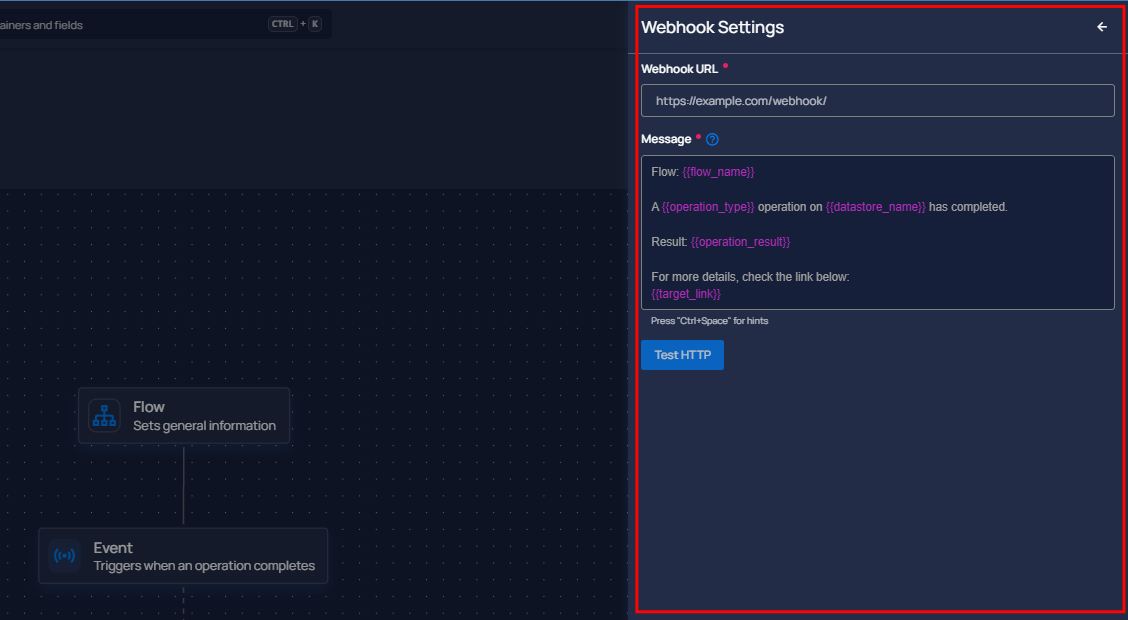 ainers and fields
CTRL + K
Webhook Settings
Webhook URL *
https://example.com/webhook/
Message *
Flow: {{flow_name}}
A {{operation_type}} operation on {{datastore_name}} has completed.
Result: {{operation_result}}
For more details, check the link below:
{{target_link}}
Press "Ctrl+Space" for hints
Test HTTP
Flow
Sets general information
Event
Triggers when an operation completes